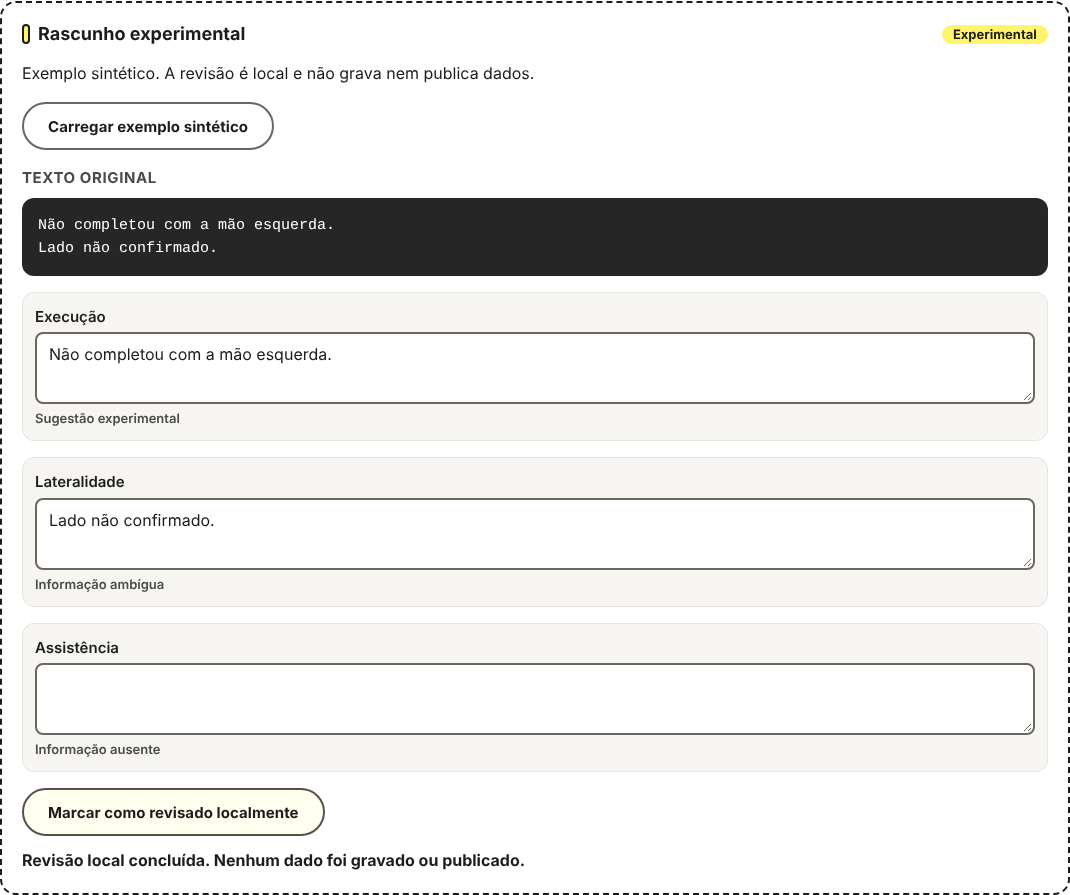 Rascunho experimental
Experimental
Exemplo sintético. A revisão é local e não grava nem publica dados.
Carregar exemplo sintético
TEXTO ORIGINAL
Não completou com a mão esquerda.
Lado não confirmado.
Execução
Não completou com a mão esquerda.
Sugestão experimental
Lateralidade
Lado não confirmado.
Informação ambígua
Assistência
Informação ausente
Marcar como revisado localmente
Revisão local concluída. Nenhum dado foi gravado ou publicado.